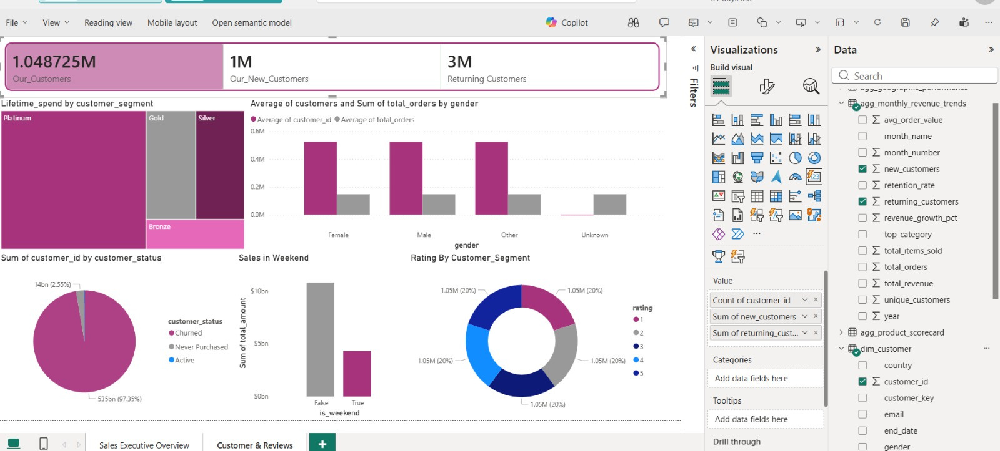 File View Reading view Mobile layout Open semantic model Copilot
1.048725M
Our_Customers
1M
Our_New_Customers
3M
Returning Customers
Lifetime_spend by customer_segment
Platinum
Gold
Silver
Bronze
Average of customers and Sum of total_orders by gender
Average of customer_id Average of total_orders
0.6M
0.4M
0.2M
0.0M
Female Male Other Unknown
gender
Sum of customer_id by customer_status
14bn (2.55%)
535bn (97.35%)
customer_status
Churned
Never Purchased
Active
Sales in Weekend
Sum of total_amount
$10bn
$5bn
$0bn
False True
is_weekend
Rating By Customer_Segment
1.05M (20%)
1.05M (20%)
1.05M (20%)
1.05M (20%)
1.05M (20%)
rating
1
2
3
4
5
Filters
Visualizations
Build visual
Value
Count of customer_id
Sum of new_customers
Sum of returning_cust...
Categories
Add data fields here
Tooltips
Add data fields here
Drill through
Data
Search
agg_monthly_revenue_trends
avg_order_value
month_name
month_number
new_customers
retention_rate
returning_customers
revenue_growth_pct
top_category
total_items_sold
total_orders
total_revenue
unique_customers
year
agg_product_scorecard
dim_customer
country
customer_id
customer_key
email
end_date
gender
Sales Executive Overview
Customer & Reviews